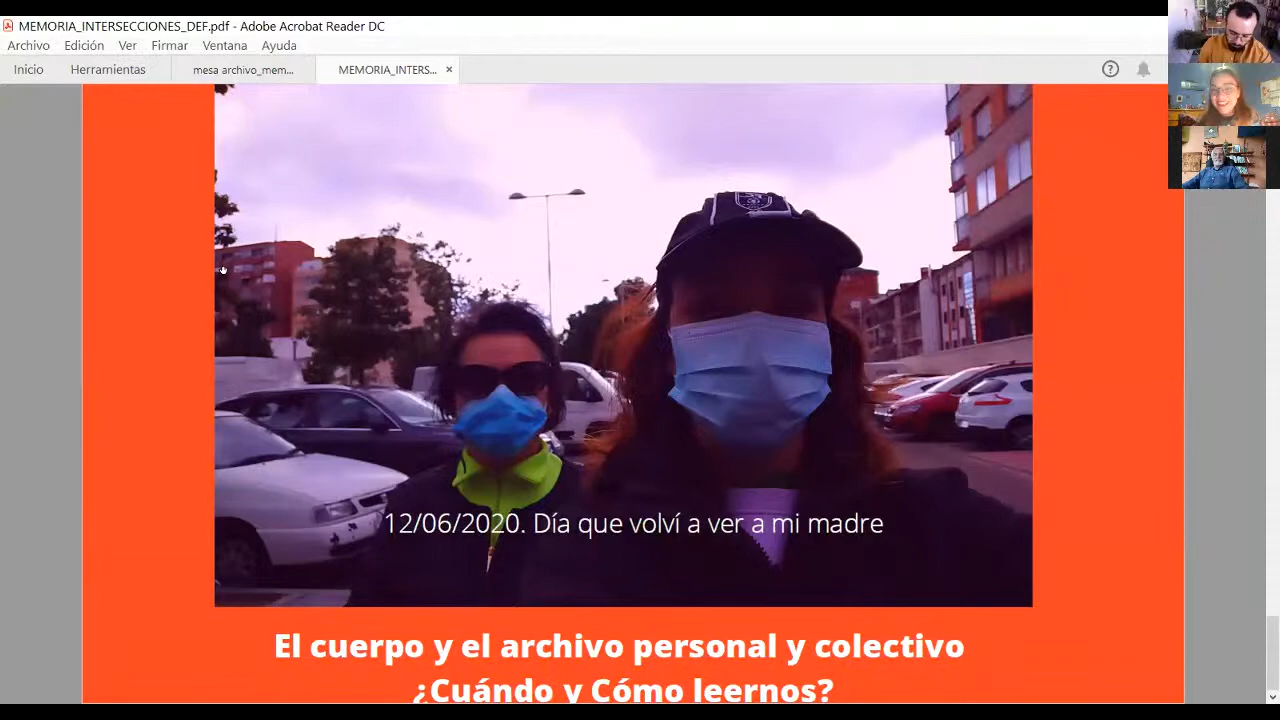 MEMORIA_INTERSECCIONES_DEF.pdf - Adobe Acrobat Reader DC
Archivo Edición Ver Firmar Ventana Ayuda
Inicio Herramientas mesa archivo_mem... MEMORIA_INTERS... ×
12/06/2020. Día que volví a ver a mi madre
El cuerpo y el archivo personal y colectivo
¿Cuándo y Cómo leernos?